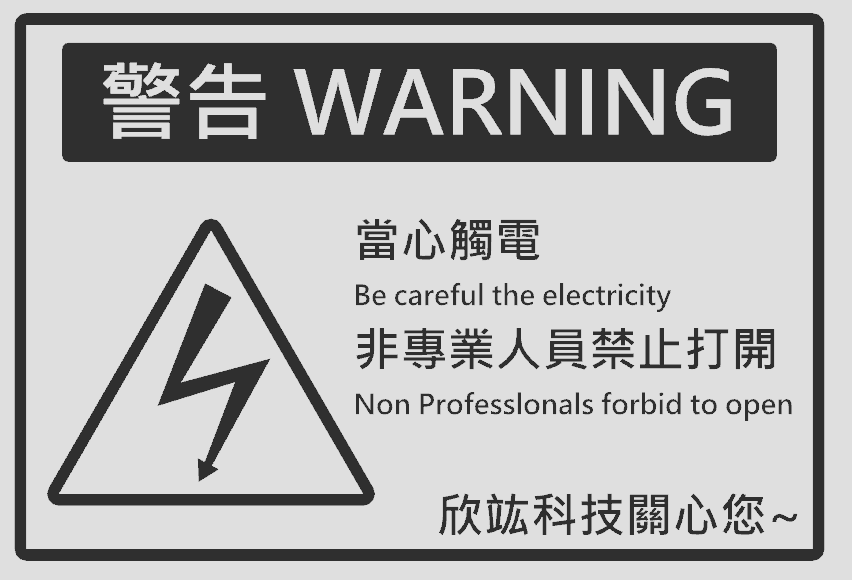 警告 WARNING
當心觸電
Be careful the electricity
非專業人員禁止打開
Non Professlonals forbid to open
欣竑科技關心您~